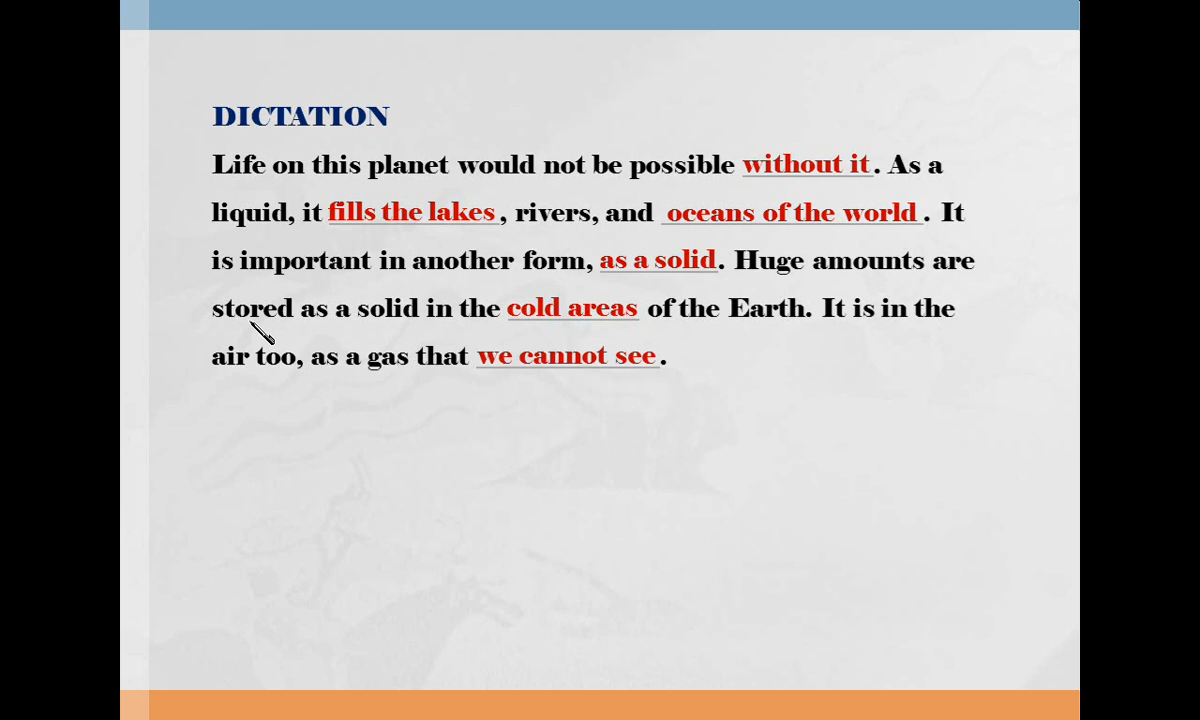 DICTATION
Life on this planet would not be possible without it. As a
liquid, it fills the lakes, rivers, and oceans of the world. It
is important in another form, as a solid. Huge amounts are
stored as a solid in the cold areas of the Earth. It is in the
air too, as a gas that we cannot see.